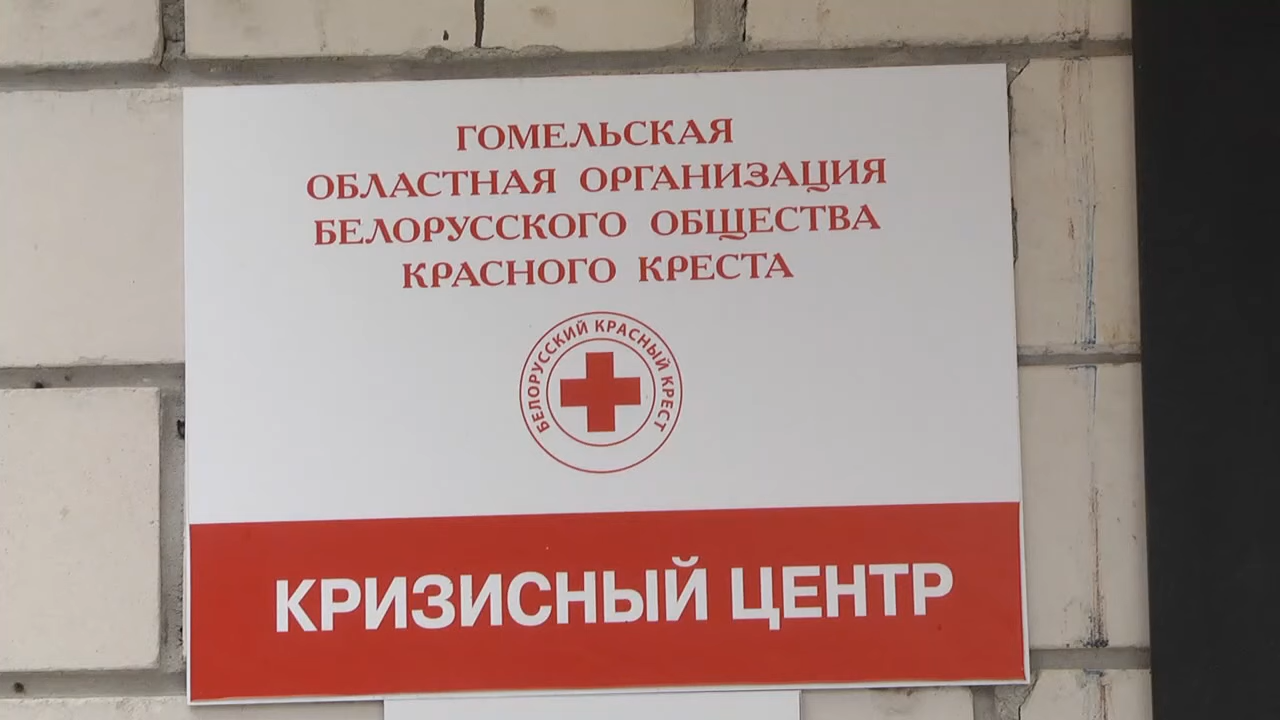 ГОМЕЛЬСКАЯ
ОБЛАСТНАЯ ОРГАНИЗАЦИЯ
БЕЛОРУССКОГО ОБЩЕСТВА
КРАСНОГО КРЕСТА
БЕЛОРУССКИЙ КРАСНЫЙ КРЕСТ
КРИЗИСНЫЙ ЦЕНТР